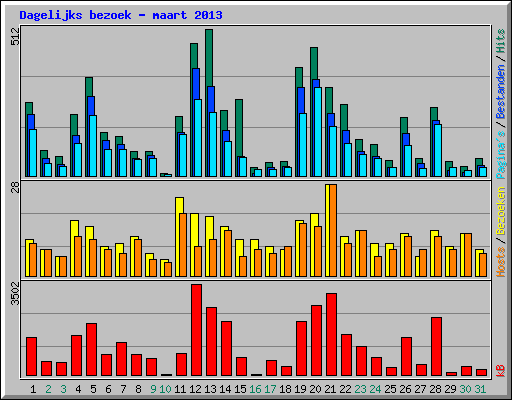 Dagelijks bezoek - maart 2013
512
28
3502
Pagina's / Bestanden / Hits
Hosts / Bezoeken
kB
1 2 3 4 5 6 7 8 9 10 11 12 13 14 15 16 17 18 19 20 21 22 23 24 25 26 27 28 29 30 31